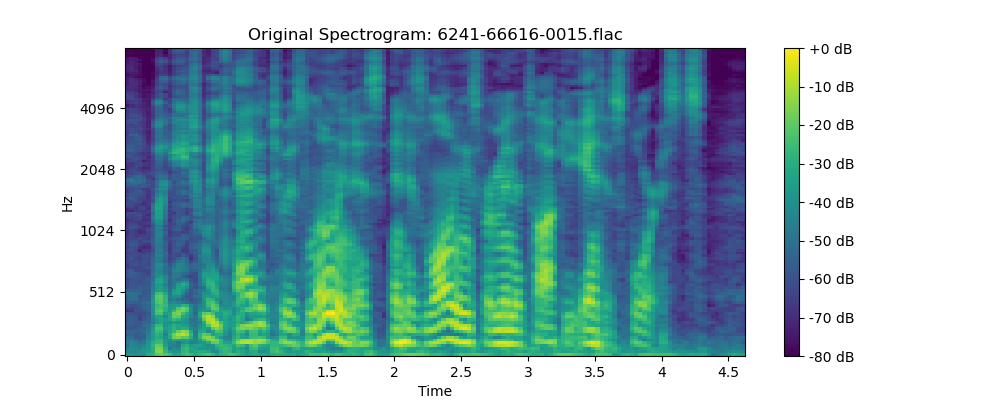 Original Spectrogram: 6241-66616-0015.flac
Hz
4096
2048
1024
512
0
0 0.5 1 1.5 2 2.5 3 3.5 4 4.5
Time
+0 dB
-10 dB
-20 dB
-30 dB
-40 dB
-50 dB
-60 dB
-70 dB
-80 dB